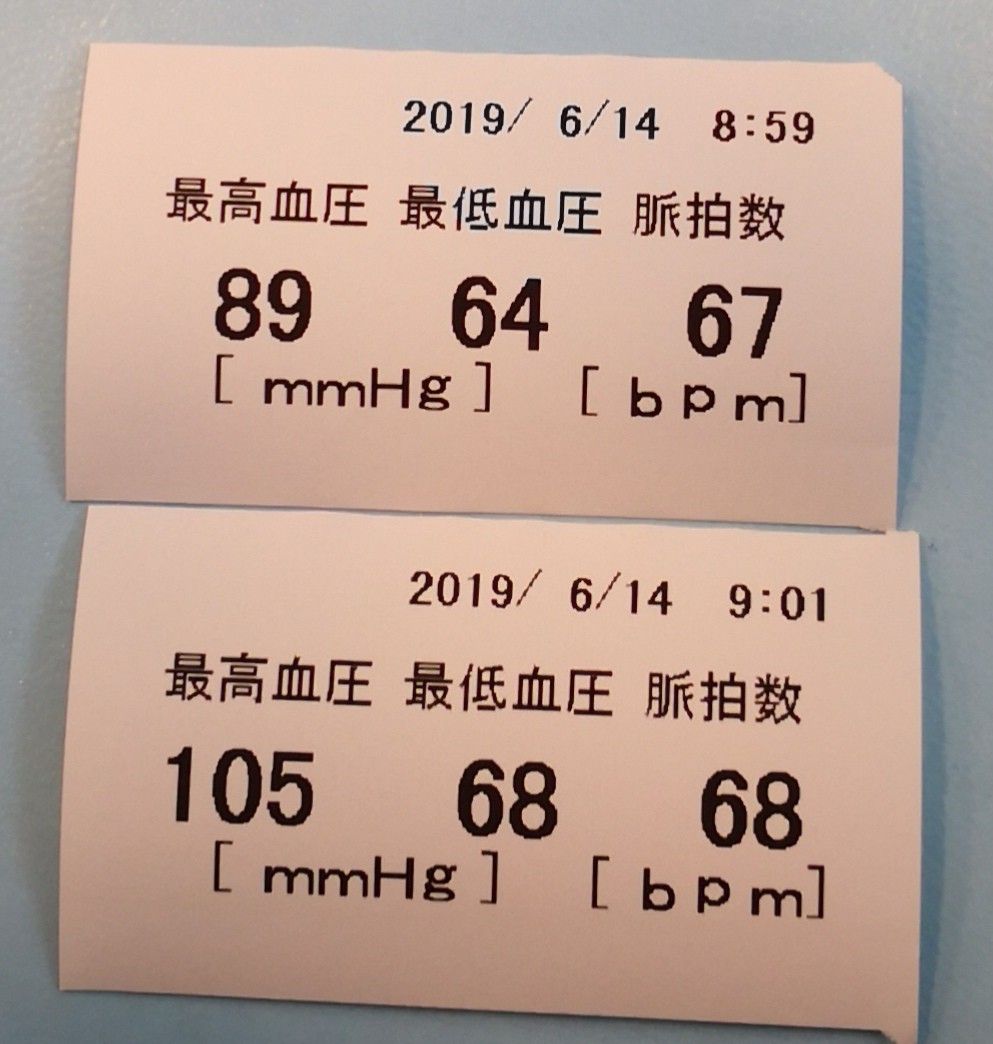 2019/ 6/14 8:59
最高血圧 最低血圧 脈拍数
89 64 67
[ mmHg ] [ bpm]
2019/ 6/14 9:01
最高血圧 最低血圧 脈拍数
105 68 68
[ mmHg ] [ bpm]